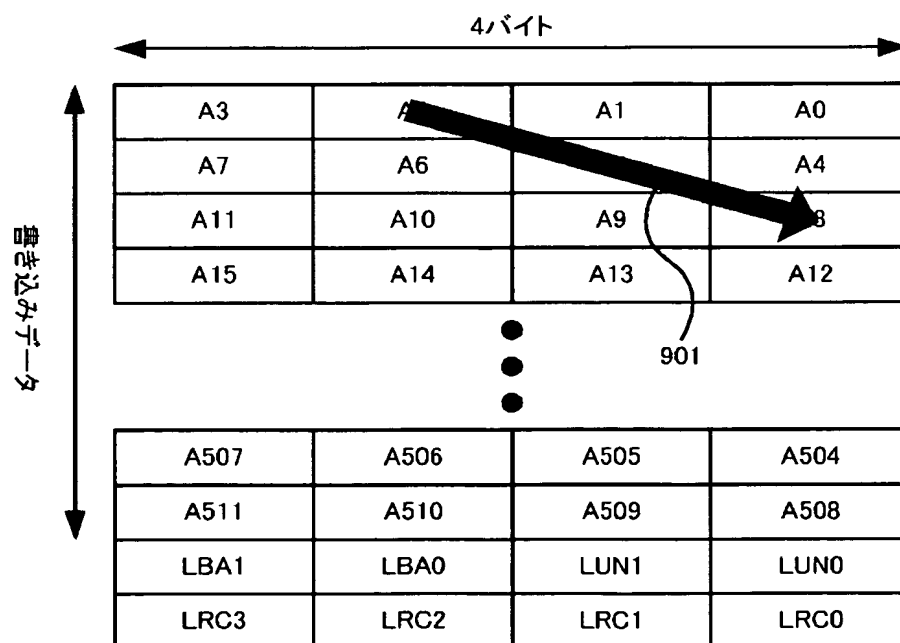 4バイト
書き込みデータ
A3 A1 A0
A7 A6 A4
A11 A10 A9
A15 A14 A13 A12
901
A507 A506 A505 A504
A511 A510 A509 A508
LBA1 LBA0 LUN1 LUN0
LRC3 LRC2 LRC1 LRC0